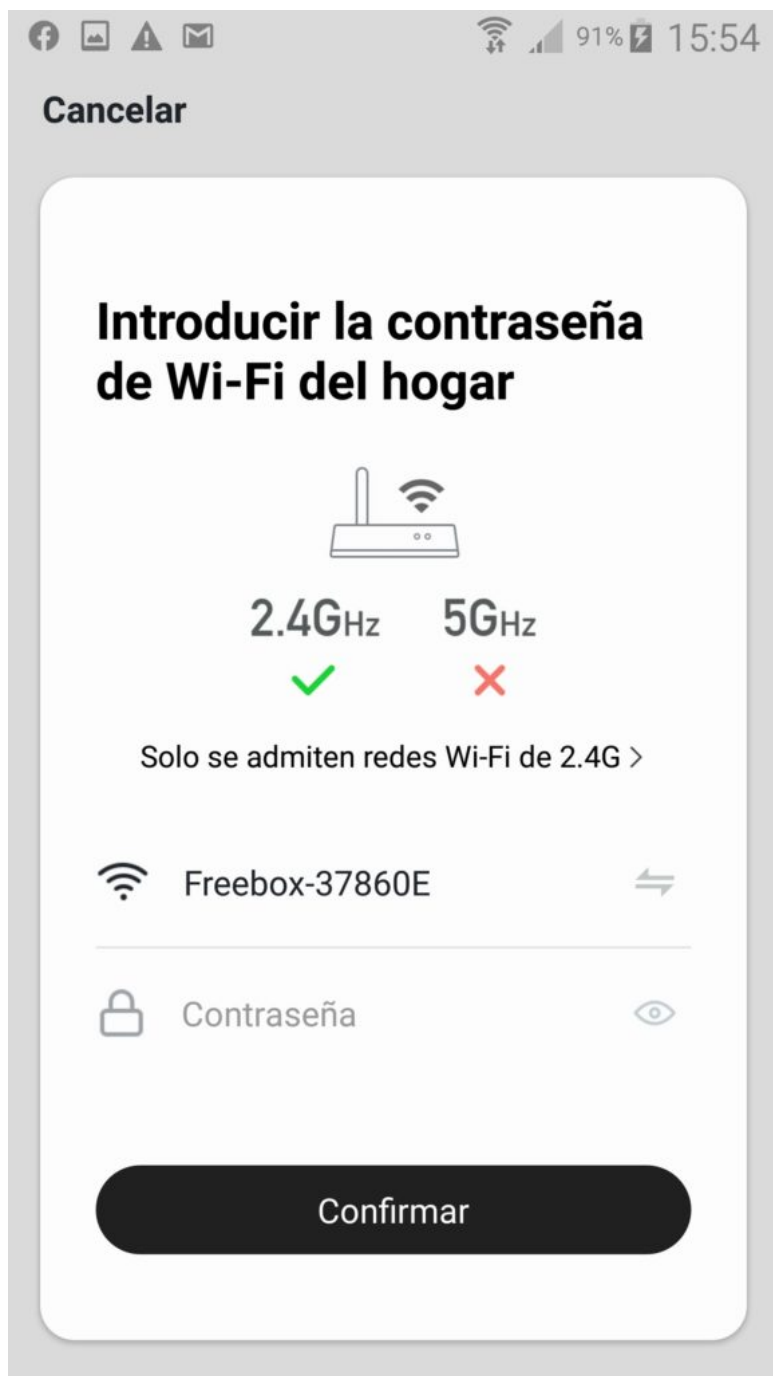 91% 15:54
Cancelar
Introducir la contraseña
de Wi-Fi del hogar
2.4GHz 5GHz
Solo se admiten redes Wi-Fi de 2.4G >
Freebox-37860E
Contraseña
Confirmar